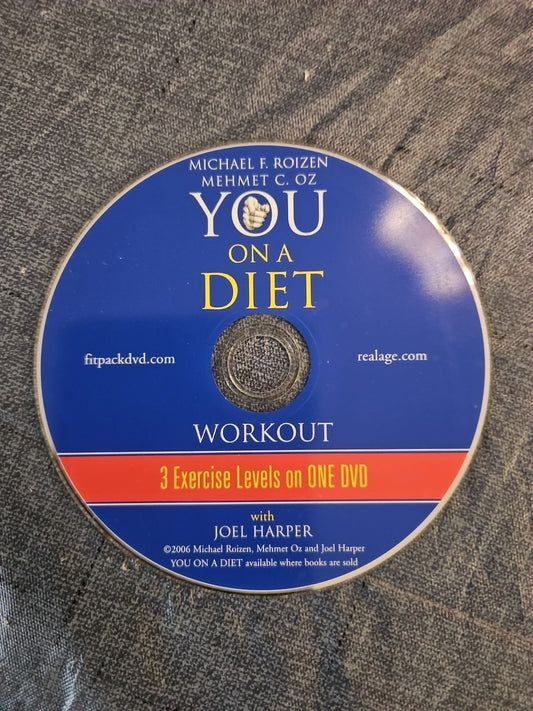 MICHAEL F. ROIZEN
MEHMET C. OZ
YOU
ON A
DIET
fitpackdvd.com
realage.com
WORKOUT
3 Exercise Levels on ONE DVD
with
JOEL HARPER
©2006 Michael Roizen, Mehmet Oz and Joel Harper
YOU ON A DIET available where books are sold